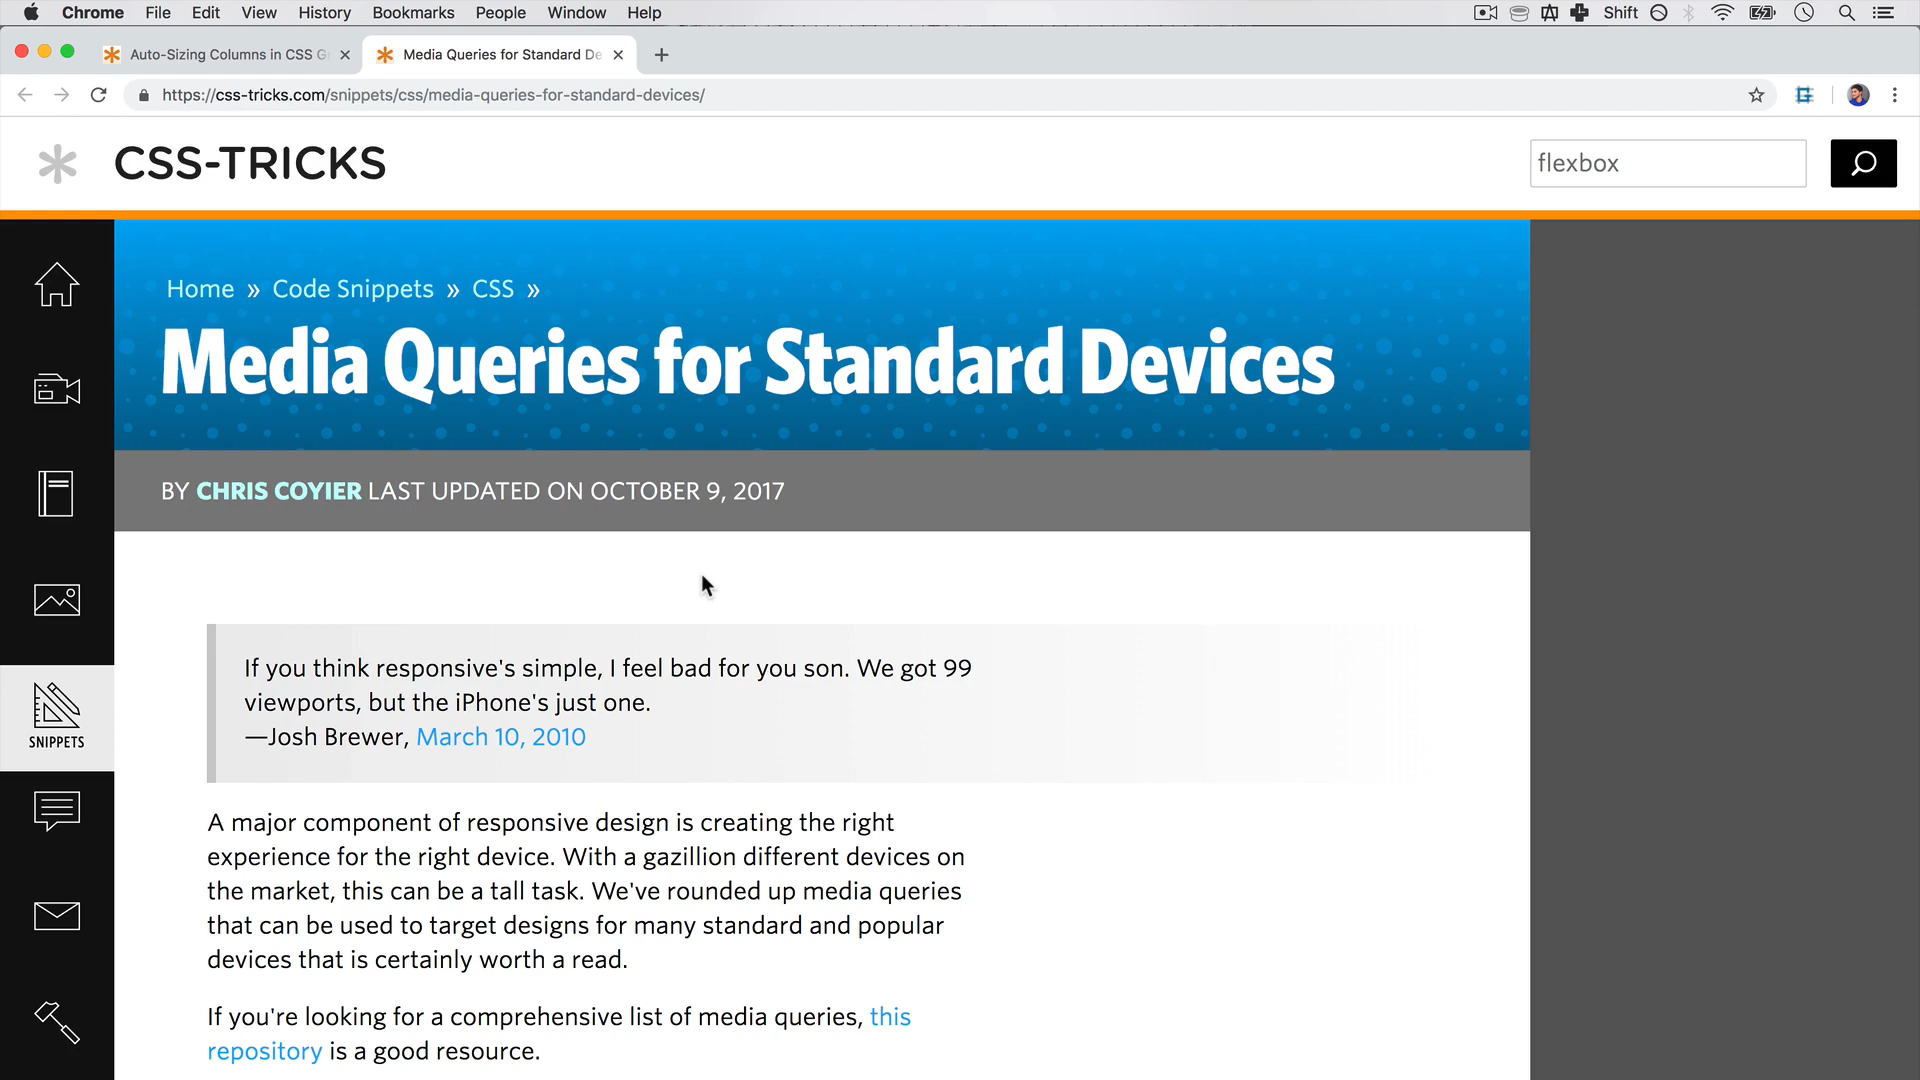 Chrome File Edit View History Bookmarks People Window Help Shift
Auto-Sizing Columns in CSS G
Media Queries for Standard De
https://css-tricks.com/snippets/css/media-queries-for-standard-devices/
CSS-TRICKS
flexbox
Home » Code Snippets » CSS »
Media Queries for Standard Devices
BY CHRIS COYIER LAST UPDATED ON OCTOBER 9, 2017
SNIPPETS
If you think responsive's simple, I feel bad for you son. We got 99
viewports, but the iPhone's just one.
—Josh Brewer, March 10, 2010
A major component of responsive design is creating the right
experience for the right device. With a gazillion different devices on
the market, this can be a tall task. We've rounded up media queries
that can be used to target designs for many standard and popular
devices that is certainly worth a read.
If you're looking for a comprehensive list of media queries, this
repository is a good resource.